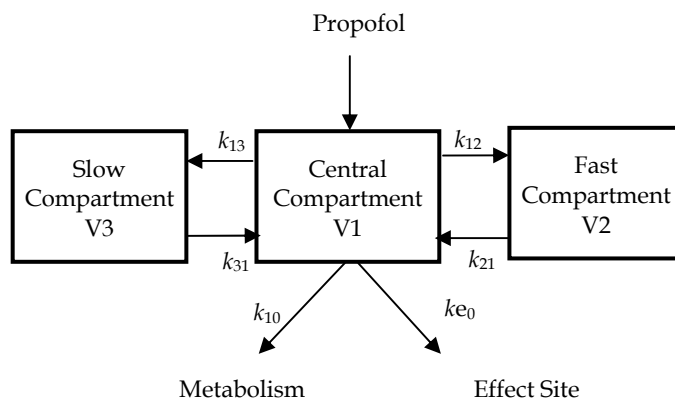 Propofol
k13
k12
Slow
Compartment
V3
Central
Compartment
V1
Fast
Compartment
V2
k31
k21
k10
ke0
Metabolism
Effect Site